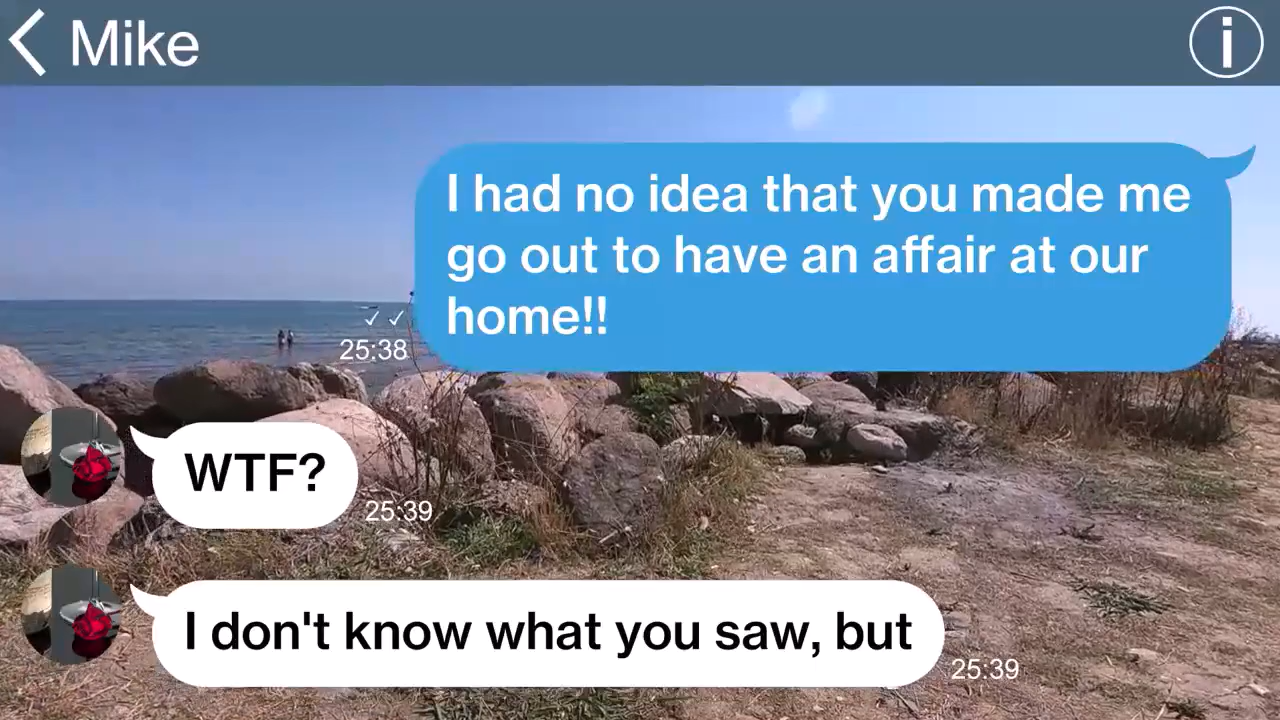 Mike
i
I had no idea that you made me
go out to have an affair at our
home!!
25:38
WTF?
25:39
I don't know what you saw, but
25:39